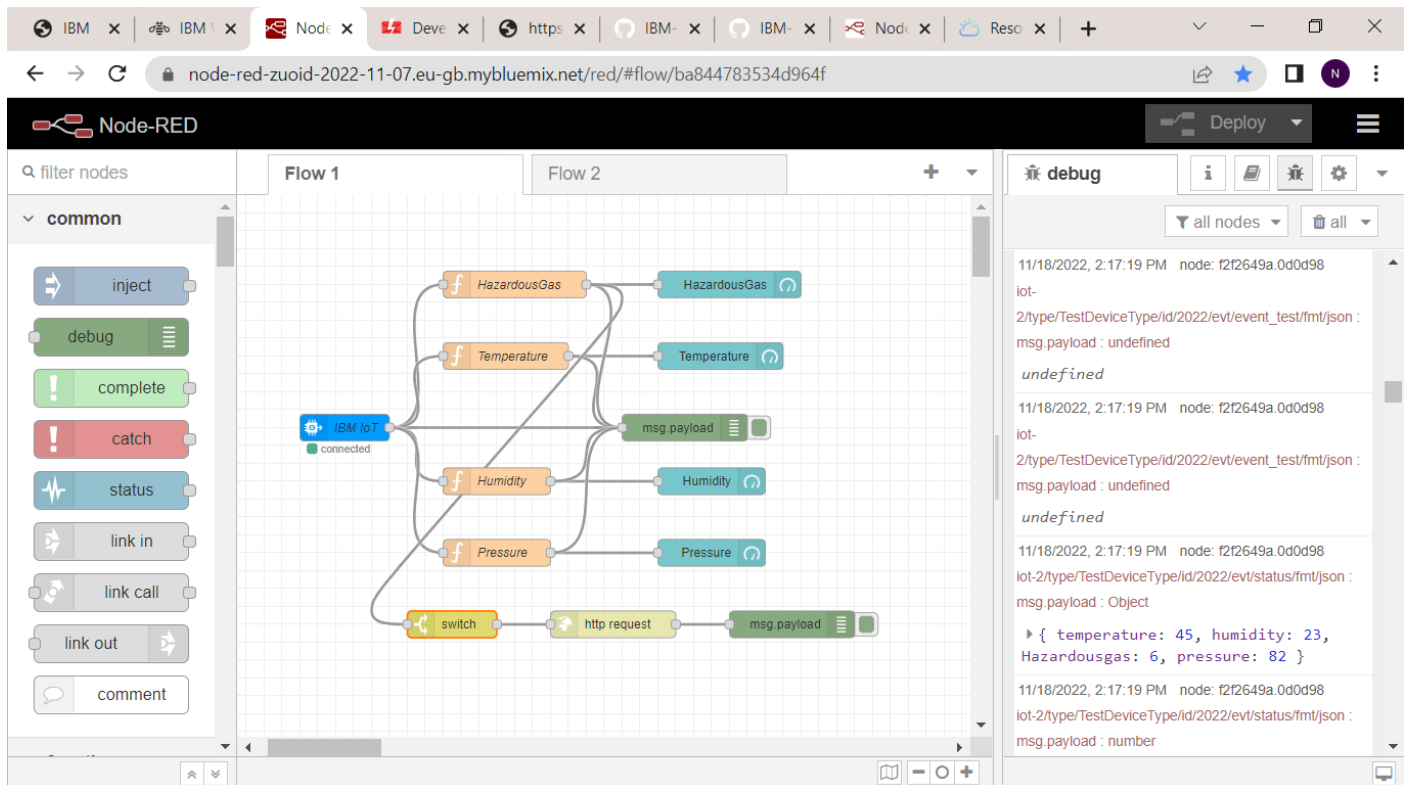 IBM
IBM W
Node
Deve
https
IBM-
IBM-
Node
Reso
node-red-zuoid-2022-11-07.eu-gb.mybluemix.net/red/#flow/ba844783534d964f
N
Node-RED
Deploy
filter nodes
Flow 1
Flow 2
debug
i
common
all nodes
all
inject
debug
complete
catch
status
link in
link call
link out
comment
HazardousGas
HazardousGas
Temperature
Temperature
IBM IoT
connected
msg.payload
Humidity
Humidity
Pressure
Pressure
switch
http request
msg.payload
11/18/2022, 2:17:19 PM node: f2f2649a.0d0d98
iot-
2/type/TestDeviceType/id/2022/evt/event_test/fmt/json :
msg.payload : undefined
undefined
11/18/2022, 2:17:19 PM node: f2f2649a.0d0d98
iot-
2/type/TestDeviceType/id/2022/evt/event_test/fmt/json :
msg.payload : undefined
undefined
11/18/2022, 2:17:19 PM node: f2f2649a.0d0d98
iot-2/type/TestDeviceType/id/2022/evt/status/fmt/json :
msg.payload : Object
{ temperature: 45, humidity: 23,
Hazardousgas: 6, pressure: 82 }
11/18/2022, 2:17:19 PM node: f2f2649a.0d0d98
iot-2/type/TestDeviceType/id/2022/evt/status/fmt/json :
msg.payload : number